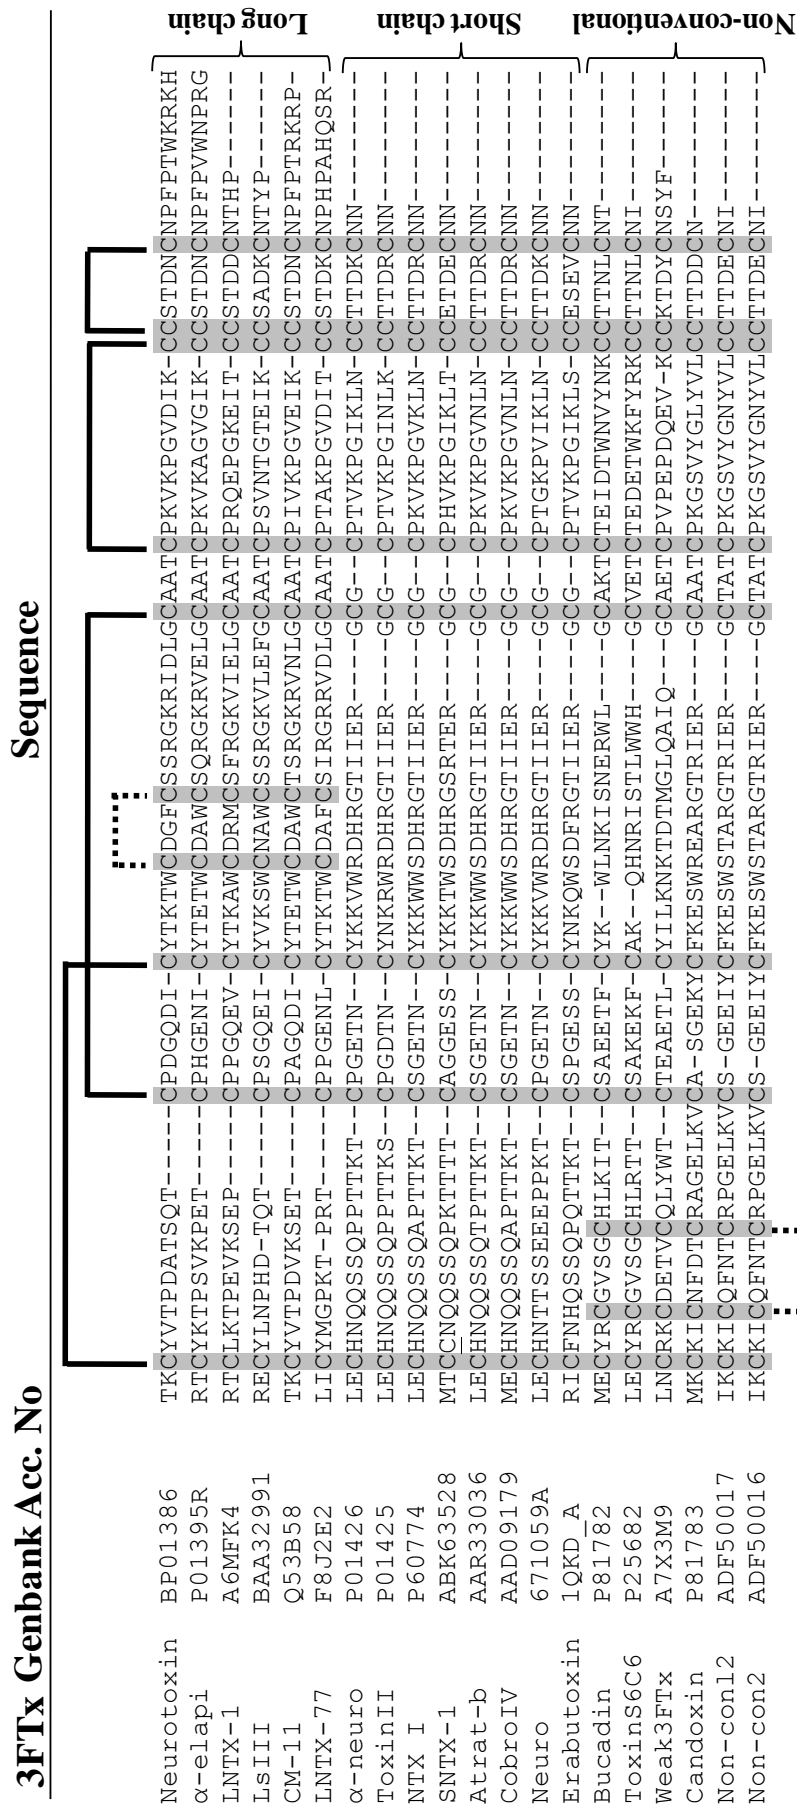 3FTx Genbank Acc. No Sequence
Neurotoxin BP01386 TKCYVTPDATSQT------CPDGQDI-CYTKTWCDGFCSSRGKRIDLGCAATCPKVKPGVDIK-CCSTDNCNPFPTWKRKH
α-elapi P01395R RTCYKTPSVKPET------CPHGENI-CYTETWCDAWCSQRGKRVELGCAATCPKVKAGVGIK-CCSTDNCNPFPVWNPRG
LNTX-1 A6MFK4 RTCLKTPEVKSEP------CPPGQEV-CYTKAWCDRMCSFRGKVIELGCAATCPRQEPGKEIT-CCSTDDCNTHP------
LsIII BAA32991 RECYLNPHD-TQT------CPSGQEI-CYVKSWCNAWCSSRGKVLEFGCAATCPSVNTGTEIK-CCSADKCNTYP------
CM-11 Q53B58 TKCYVTPDVKSET------CPAGQDI-CYTETWCDAWCTSRGKRVNLGCAATCPIVKPGVEIK-CCSTDNCNPFPTRKRP-
LNTX-77 F8J2E2 LICYMGPKT-PRT------CPPGENL-CYTKTWCDAFCSIRGRRVDLGCAATCPTAKPGVDIT-CCSTDKCNPHPAHQSR-
α-neuro P01426 LECHNQQSSQPPTTKT--CPGETN--CYKKVWRDHRGTIIER----GCG--CPTVKPGIKLN-CCTTDKCNN---------
ToxinII P01425 LECHNQQSSQPPTTKS--CPGDTN--CYNKRWRDHRGTIIER----GCG--CPTVKPGINLK-CCTTDRCNN---------
NTX I P60774 LECHNQQSSQAPTTKT--CSGETN--CYKKWWSDHRGTIIER----GCG--CPKVKPGVKLN-CCTTDRCNN---------
SNTX-1 ABK63528 MTCCNQQSSQPKTTTT--CAGGESS-CYKKTWSDHRGSRTER----GCG--CPHVKPGIKLT-CCETDECNN---------
Atrat-b AAR33036 LECHNQQSSQTPTTKT--CSGETN--CYKKWWSDHRGTIIER----GCG--CPKVKPGVNLN-CCTTDRCNN---------
CobroIV AAD09179 MECHNQQSSQAPTTKT--CSGETN--CYKKWWSDHRGTIIER----GCG--CPKVKPGVNLN-CCTTDRCNN---------
Neuro 671059A LECHNTTSSEEEPPKT--CPGETN--CYKKVWRDHRGTIIER----GCG--CPTGKPVIKLN-CCTTDKCNN---------
Erabutoxin 1QKD_A RICFNHQSSQPQTTKT--CSPGESS-CYNKQWSDFRGTIIER----GCG--CPTVKPGIKLS-CCESEVCNN---------
Bucadin P81782 MECYRCGVSGCHLKIT--CSAEETF-CYK--WLNKISNERWL---GCAKTCTEIDTWNVYNKCCTTNLCNT---------
ToxinS6C6 P25682 LECYRCGVSGCHLRTT--CSAKEKF-CAK--QHNRISTLWWH---GCVETCTEDETWKFYRKCCTTNLCNI---------
Weak3FTx A7X3M9 LNCRKCDETVCQLYWT--CTEAETL-CYILKNKTDTMGLQAIQ---GCAETCPVPEPDQEV-KCCKTDYCNSYF-------
Candoxin P81783 MKCKICNFDTCRAGELKVCA-SGEKYCFKESWREARGTRIER----GCAATCPKGSVYGLYVLCCTTDDCN----------
Non-con12 ADF50017 IKCKICQFNTCRPGELKVCS-GEEIYCFKESWSTARGTRIER----GCTATCPKGSVYGNYVLCCTTDECNI---------
Non-con2 ADF50016 IKCKICQFNTCRPGELKVCS-GEEIYCFKESWSTARGTRIER----GCTATCPKGSVYGNYVLCCTTDECNI---------
Long chain
Short chain
Non-conventional